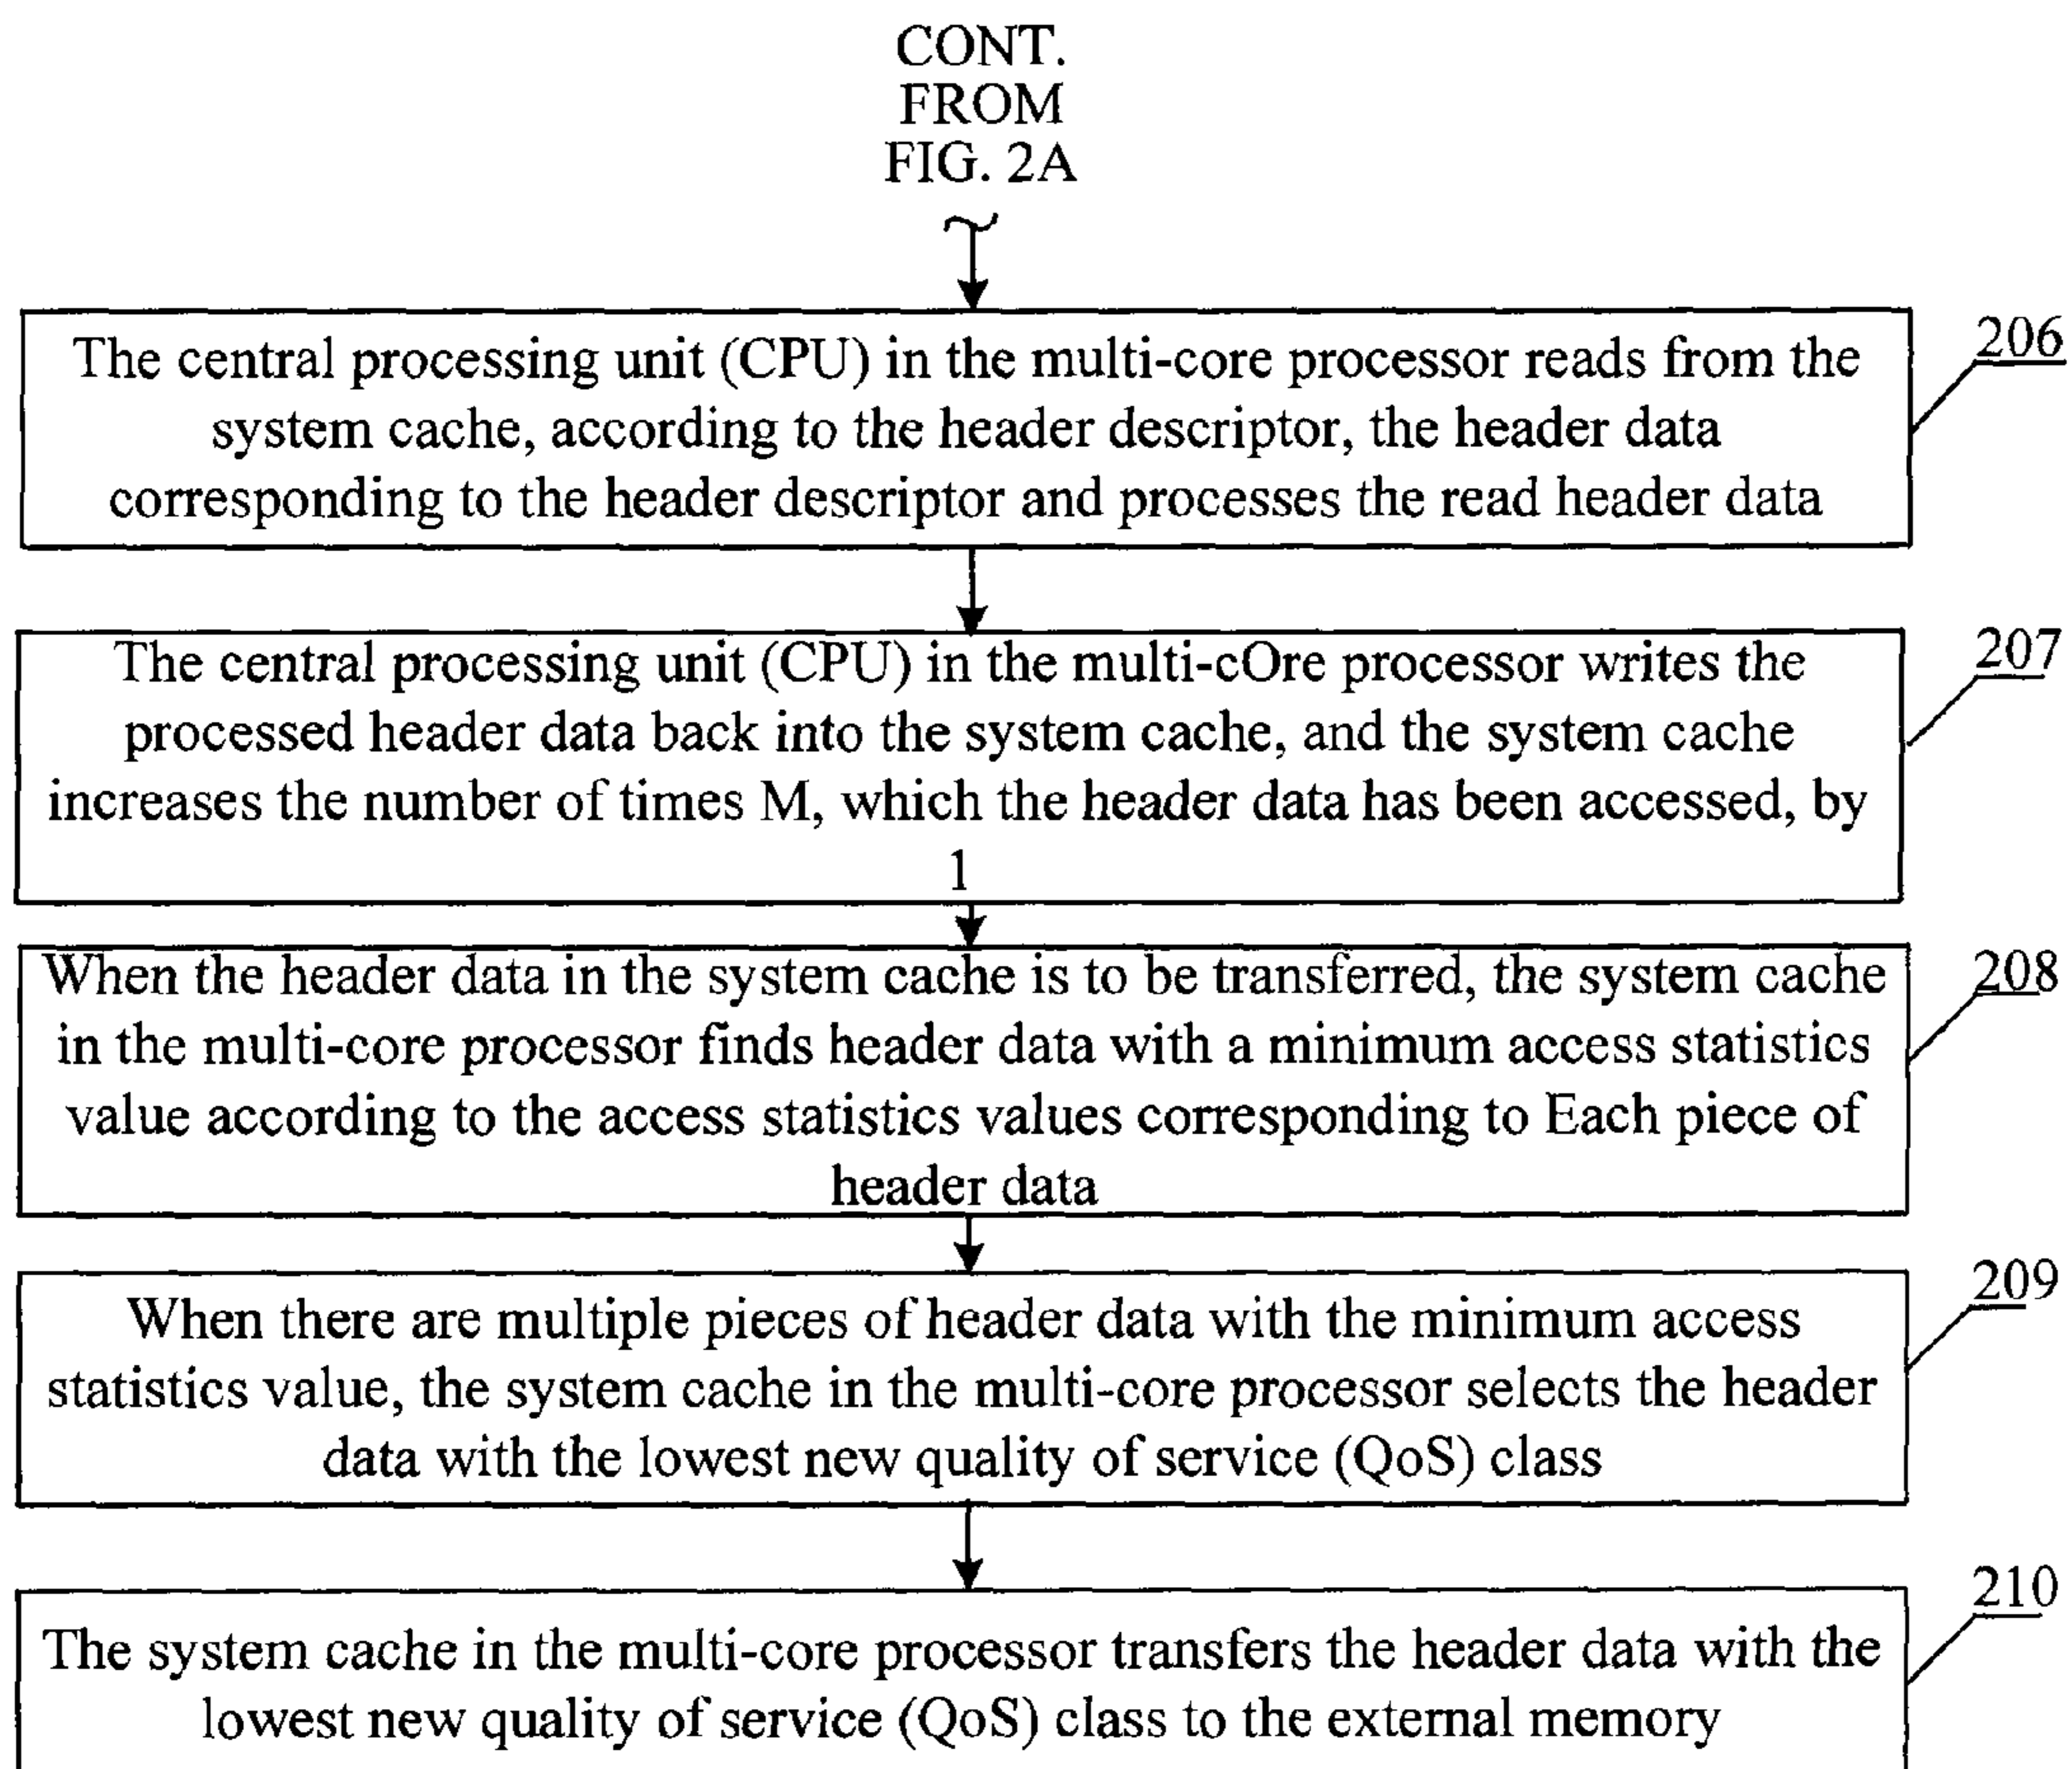 CONT.
FROM
FIG. 2A
The central processing unit (CPU) in the multi-core processor reads from the
system cache, according to the header descriptor, the header data
corresponding to the header descriptor and processes the read header data
206
The central processing unit (CPU) in the multi-cOre processor writes the
processed header data back into the system cache, and the system cache
increases the number of times M, which the header data has been accessed, by
1
207
When the header data in the system cache is to be transferred, the system cache
in the multi-core processor finds header data with a minimum access statistics
value according to the access statistics values corresponding to Each piece of
header data
208
When there are multiple pieces of header data with the minimum access
statistics value, the system cache in the multi-core processor selects the header
data with the lowest new quality of service (QoS) class
209
The system cache in the multi-core processor transfers the header data with the
lowest new quality of service (QoS) class to the external memory
210